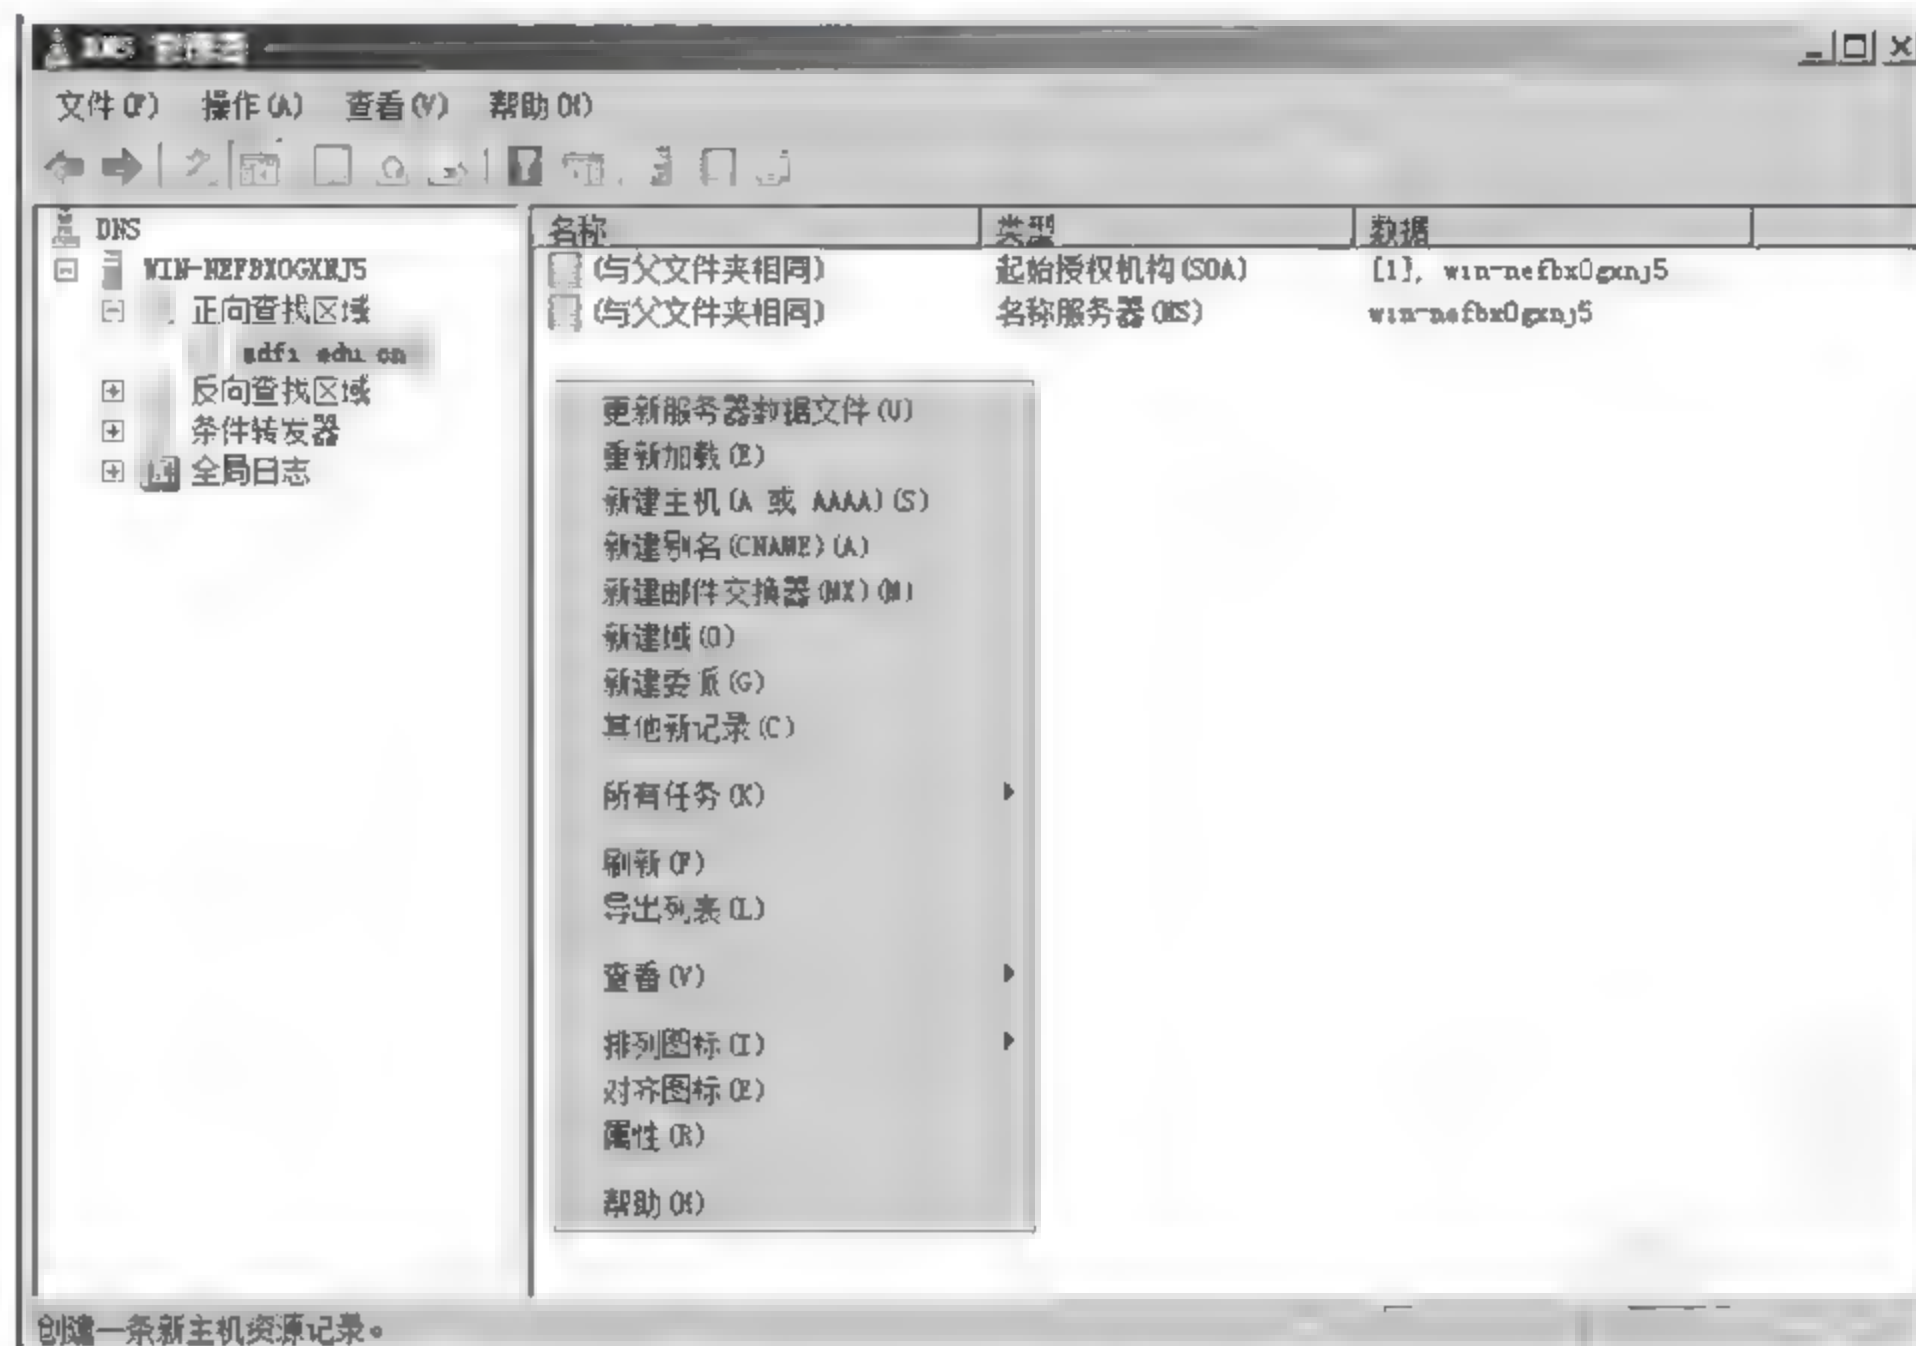 DNS 管理器
文件(F) 操作(A) 查看(V) 帮助(H)
DNS
WIN-NEFBXOGXNJ5
正向查找区域
edu cn
反向查找区域
条件转发器
全局日志
名称 类型 数据
(与父文件夹相同) 起始授权机构(SOA) [1], win-nefbx0gxnj5
(与父文件夹相同) 名称服务器(NS) win-nefbx0gxnj5
更新服务器数据文件(U)
重新加载(E)
新建主机(A 或 AAAA)(S)
新建别名(CNAME)(A)
新建邮件交换器(MX)(M)
新建域(O)
新建委派(G)
其他新记录(C)
所有任务(K)
刷新(F)
导出列表(L)
查看(V)
排列图标(I)
对齐图标(E)
属性(R)
帮助(H)
创建一条新主机资源记录。